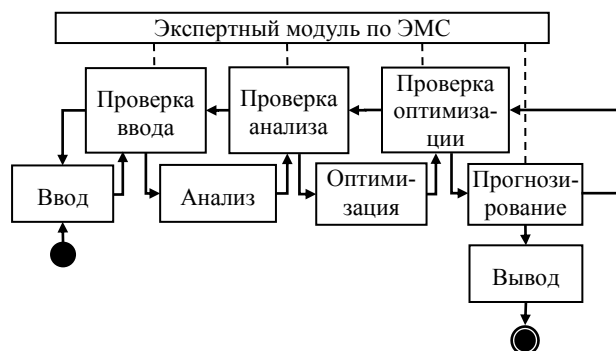 Экспертный модуль по ЭМС
Проверка
ввода
Проверка
анализа
Проверка
оптимиза-
ции
Ввод
Анализ
Оптими-
зация
Прогнози-
рование
Вывод